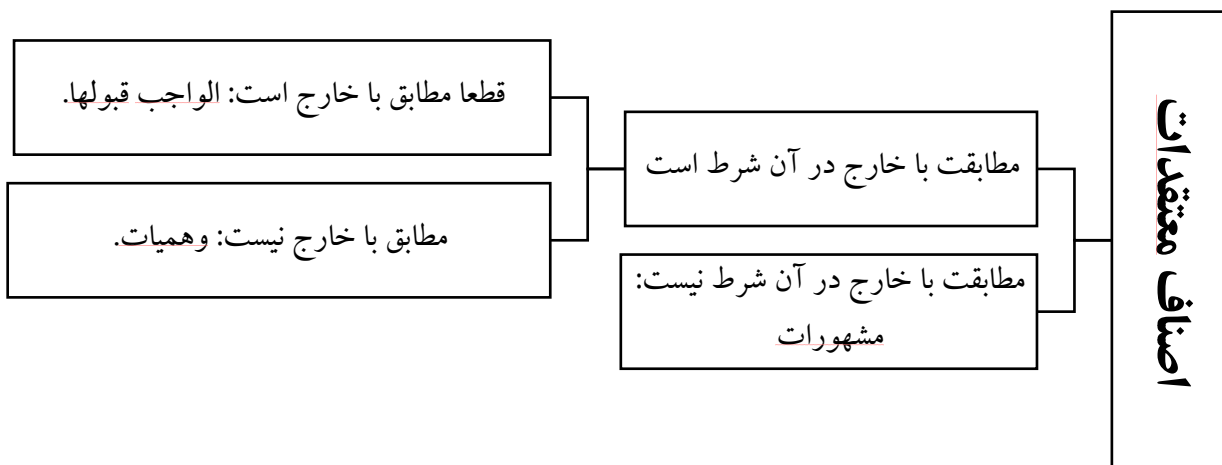 اصناف معتقدات
مطابقت با خارج در آن شرط است
قطعا مطابق با خارج است: الواجب قبولها.
مطابق با خارج نیست: وهمیات.
مطابقت با خارج در آن شرط نیست:
مشهورات